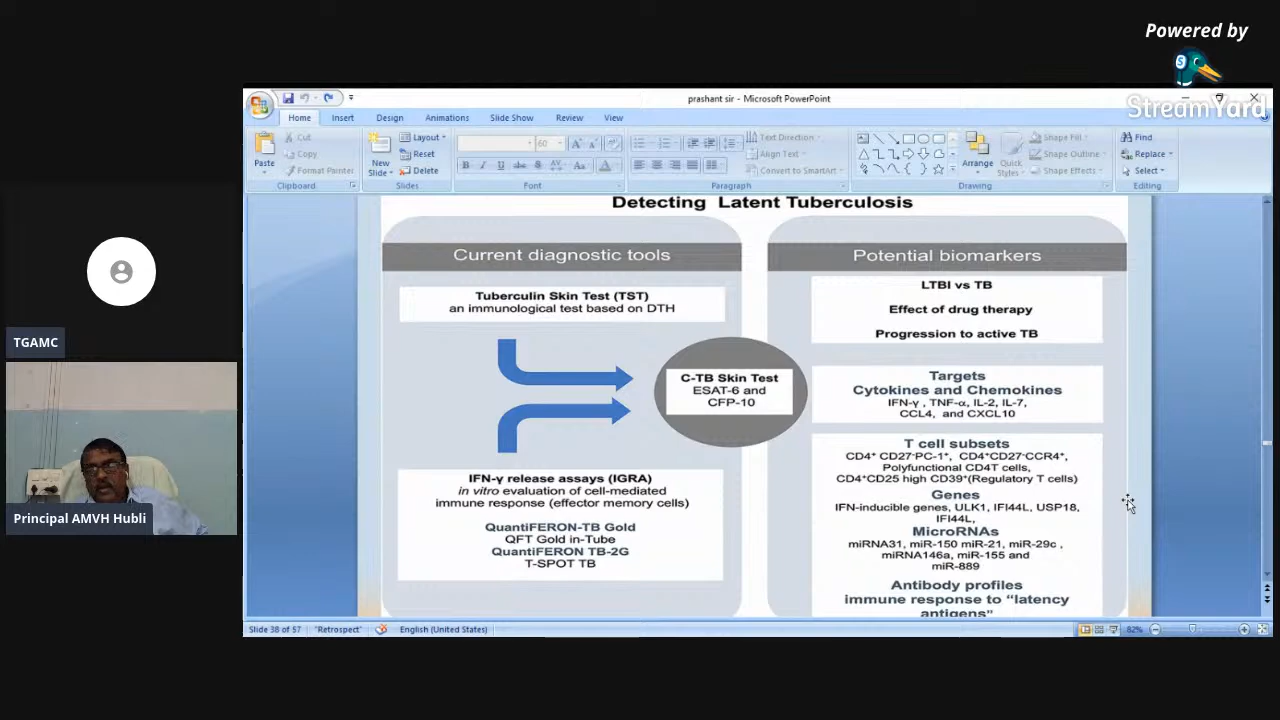 Powered by
StreamYard
prashant sir - Microsoft PowerPoint
Home Insert Design Animations Slide Show Review View
Paste
Cut
Copy
Format Painter
Clipboard
New
Slide
Layout
Reset
Delete
Slides
60
B I U abc S AV Aa A
Font
Text Direction
Align Text
Convert to SmartArt
Paragraph
Arrange
Quick
Styles
Shape Fill
Shape Outline
Shape Effects
Drawing
Find
Replace
Select
Editing
Detecting Latent Tuberculosis
Current diagnostic tools
Tuberculin Skin Test (TST)
an immunological test based on DTH
C-TB Skin Test
ESAT-6 and
CFP-10
IFN-γ release assays (IGRA)
in vitro evaluation of cell-mediated
immune response (effector memory cells)
QuantiFERON-TB Gold
QFT Gold in-Tube
QuantiFERON TB-2G
T-SPOT TB
Potential biomarkers
LTBI vs TB
Effect of drug therapy
Progression to active TB
Targets
Cytokines and Chemokines
IFN-γ , TNF-α, IL-2, IL-7,
CCL4, and CXCL10
T cell subsets
CD4⁺ CD27⁻PC-1⁺, CD4⁺CD27⁻CCR4⁺,
Polyfunctional CD4T cells,
CD4⁺CD25 high CD39⁺(Regulatory T cells)
Genes
IFN-inducible genes, ULK1, IFI44L, USP18,
IFI44L,
MicroRNAs
miRNA31, miR-150 miR-21, miR-29c ,
miRNA146a, miR-155 and
miR-889
Antibody profiles
immune response to “latency
antigens”
TGAMC
Principal AMVH Hubli
Slide 38 of 57 "Retrospect" English (United States) 82%